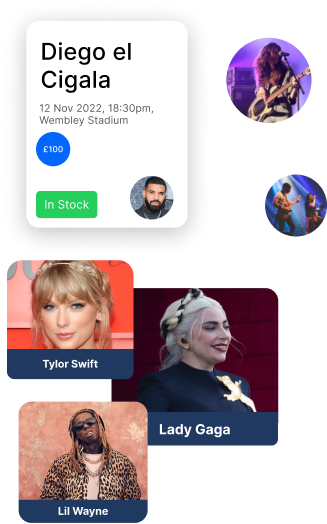 Diego el
Cigala
12 Nov 2022, 18:30pm,
Wembley Stadium
£100
In Stock
Tylor Swift
Lady Gaga
Lil Wayne